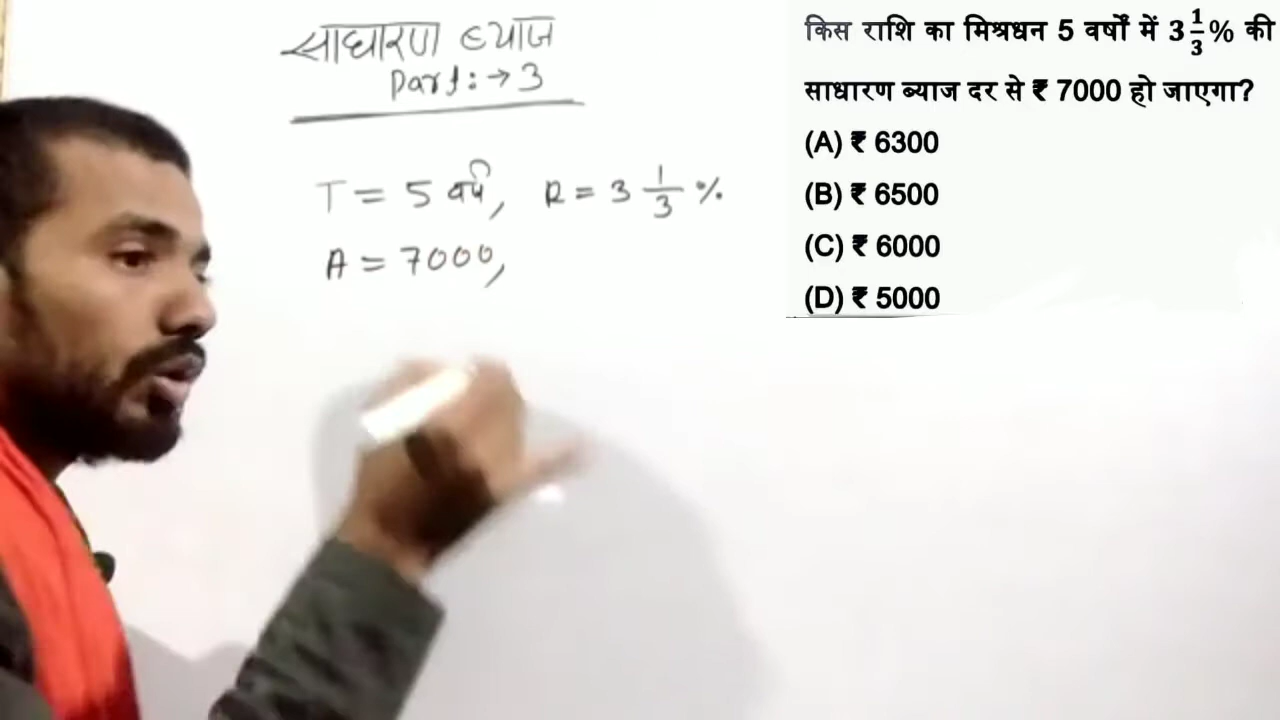 साधारण ब्याज
Part :→ 3
T = 5 वर्ष, R = 3 1/3 %
A = 7000,
किस राशि का मिश्रधन 5 वर्षों में 3 1/3 % की
साधारण ब्याज दर से ₹ 7000 हो जाएगा?
(A) ₹ 6300
(B) ₹ 6500
(C) ₹ 6000
(D) ₹ 5000